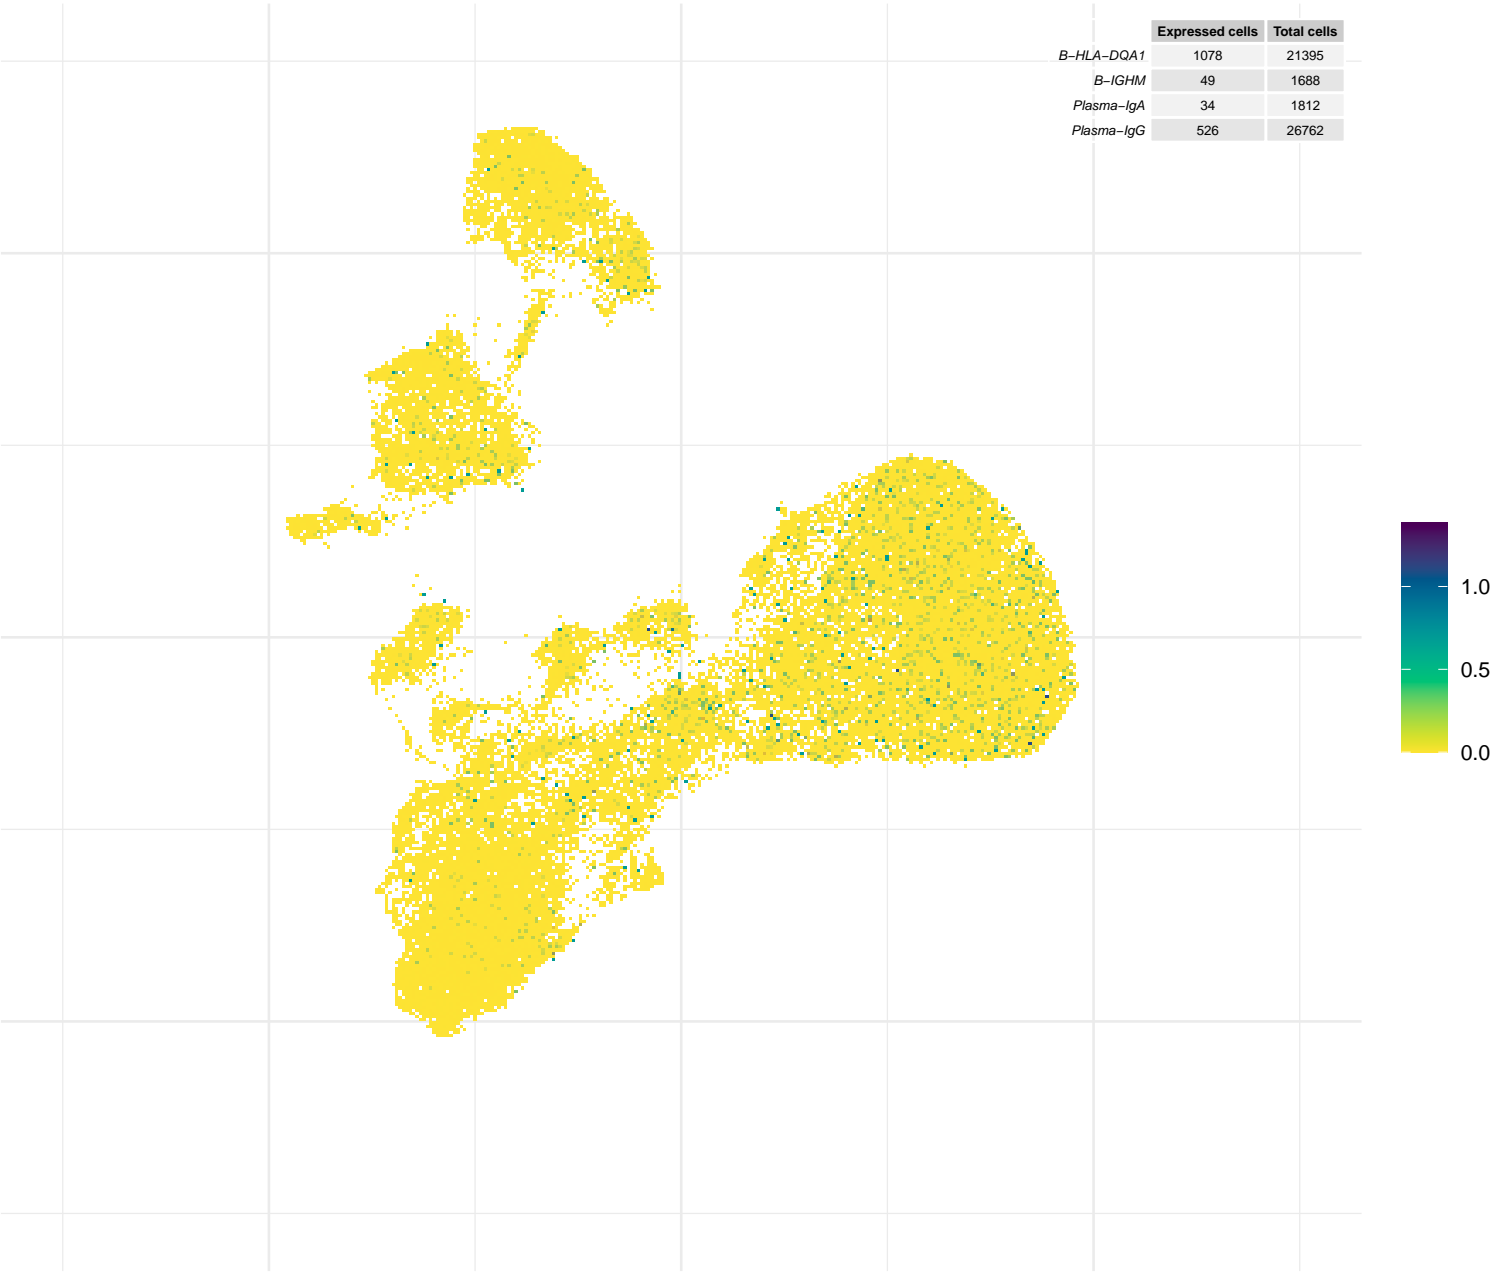 Expressed cells Total cells
B−HLA−DQA1 1078 21395
B−IGHM 49 1688
Plasma−IgA 34 1812
Plasma−IgG 526 26762
1.0
0.5
0.0